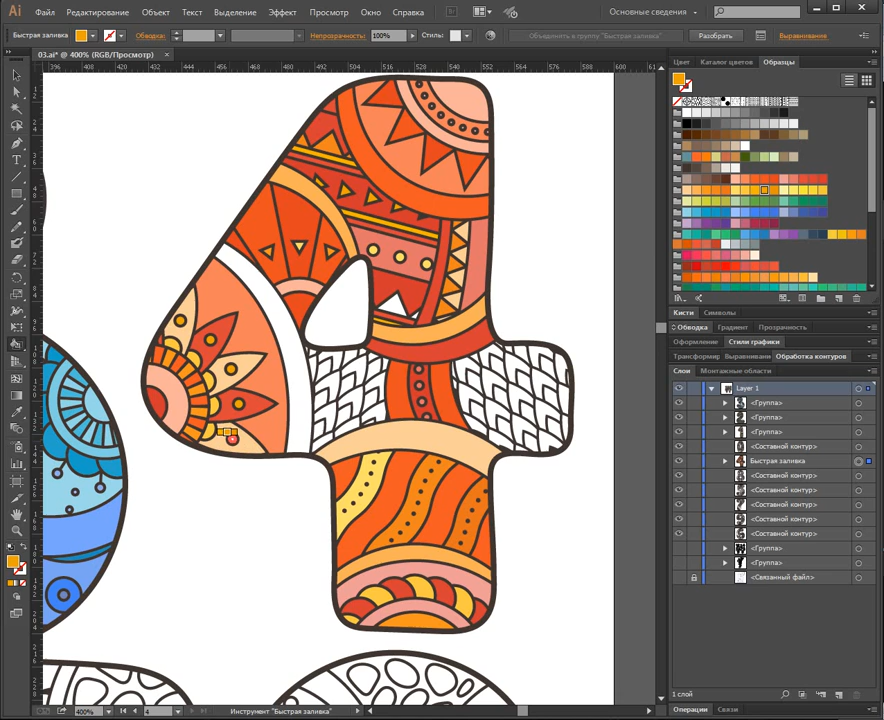 Ai Файл Редактировать Объект Текст Выделение Эффект Просмотр Окно Справка Br Основные сведения
Быстрая заливка Обводка: Непрозрачность: 100% Стиль: Объединить в группу "Быстрая заливка" Разобрать Выравнивание
03.ai* @ 400% (RGB/Просмотр) ×
396 408 420 432 444 456 468 480 492 504 516 528 540 552 564 576 588 600 612
Цвет Каталог цветов Образцы
Кисти Символы
Обводка Градиент Прозрачность
Оформление Стили графики
Трансформир Выравнивани Обработка контуров
Слои Монтажные области
Layer 1
<Группа>
<Группа>
<Группа>
<Составной контур>
Быстрая заливка
<Составной контур>
<Составной контур>
<Составной контур>
<Составной контур>
<Составной контур>
<Группа>
<Группа>
<Связанный файл>
1 слой
400% 4 Инструмент "Быстрая заливка"
Операции Связи